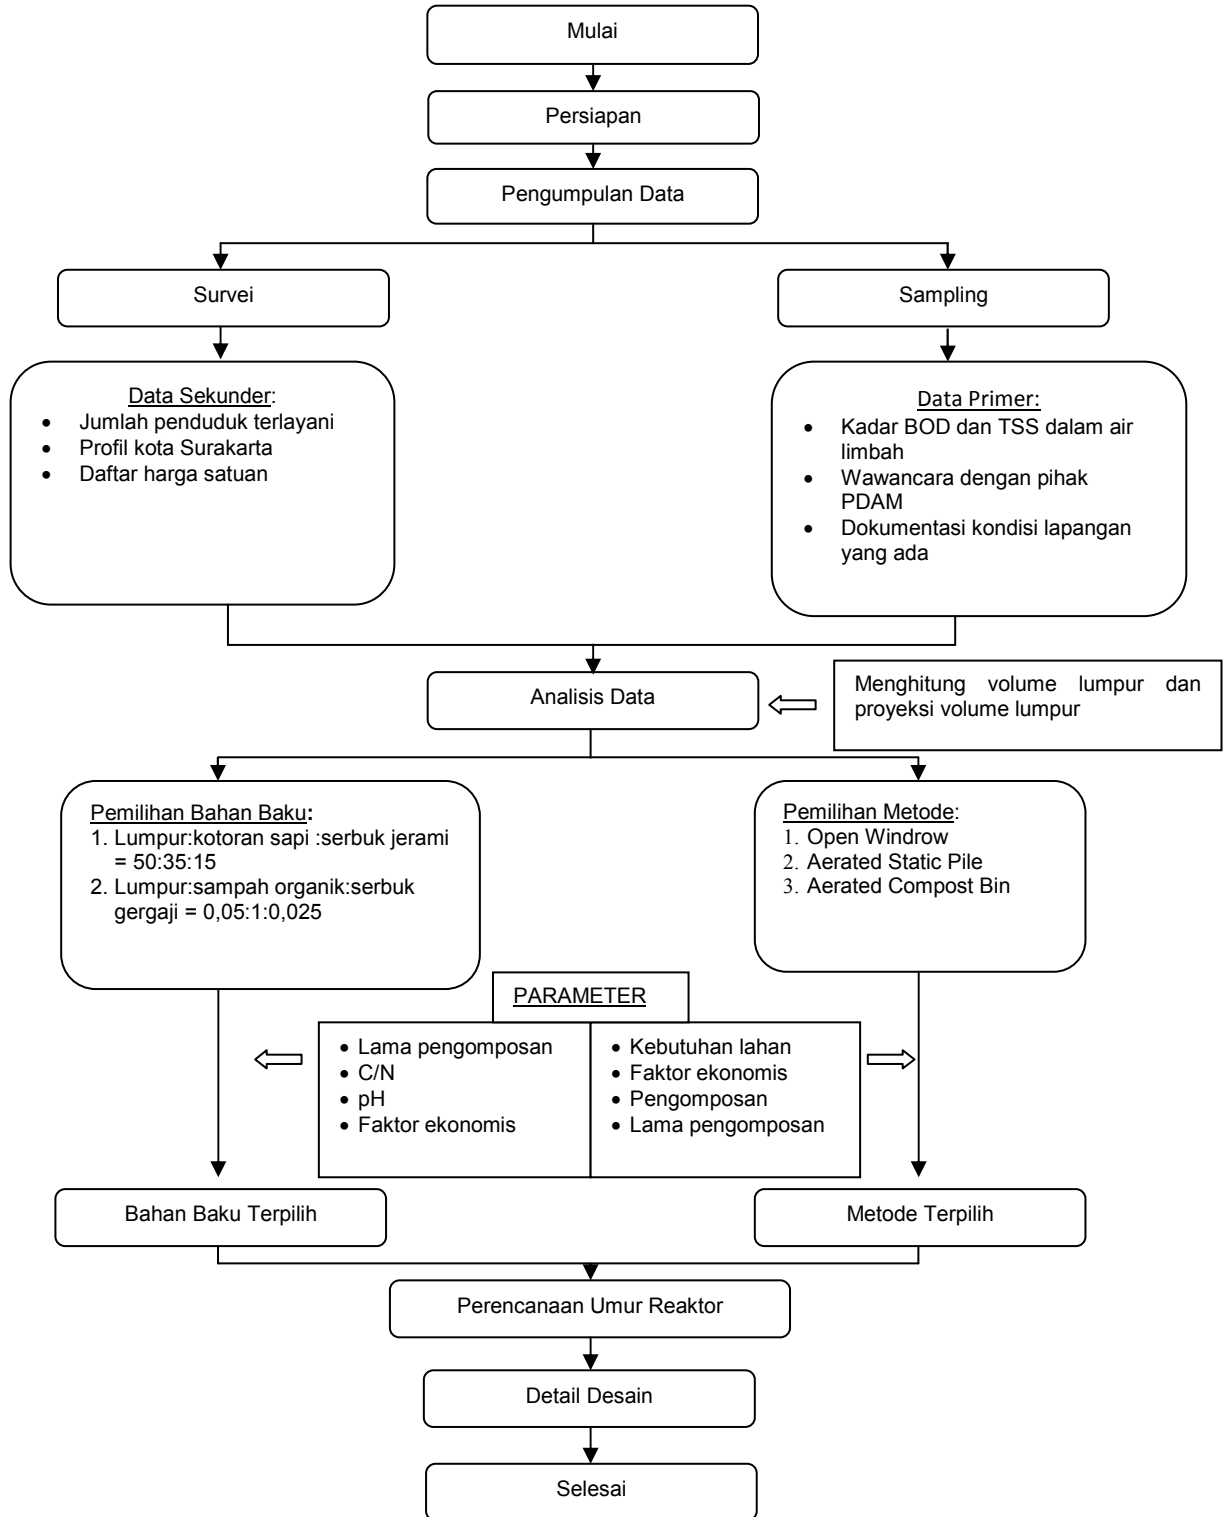 Mulai
Persiapan
Pengumpulan Data
Survei
Sampling
Data Sekunder:
• Jumlah penduduk terlayani
• Profil kota Surakarta
• Daftar harga satuan
Data Primer:
• Kadar BOD dan TSS dalam air
limbah
• Wawancara dengan pihak
PDAM
• Dokumentasi kondisi lapangan
yang ada
Analisis Data
Menghitung volume lumpur dan
proyeksi volume lumpur
Pemilihan Bahan Baku:
1. Lumpur:kotoran sapi :serbuk jerami
= 50:35:15
2. Lumpur:sampah organik:serbuk
gergaji = 0,05:1:0,025
Pemilihan Metode:
1. Open Windrow
2. Aerated Static Pile
3. Aerated Compost Bin
PARAMETER
• Lama pengomposan
• C/N
• pH
• Faktor ekonomis
• Kebutuhan lahan
• Faktor ekonomis
• Pengomposan
• Lama pengomposan
Bahan Baku Terpilih
Metode Terpilih
Perencanaan Umur Reaktor
Detail Desain
Selesai